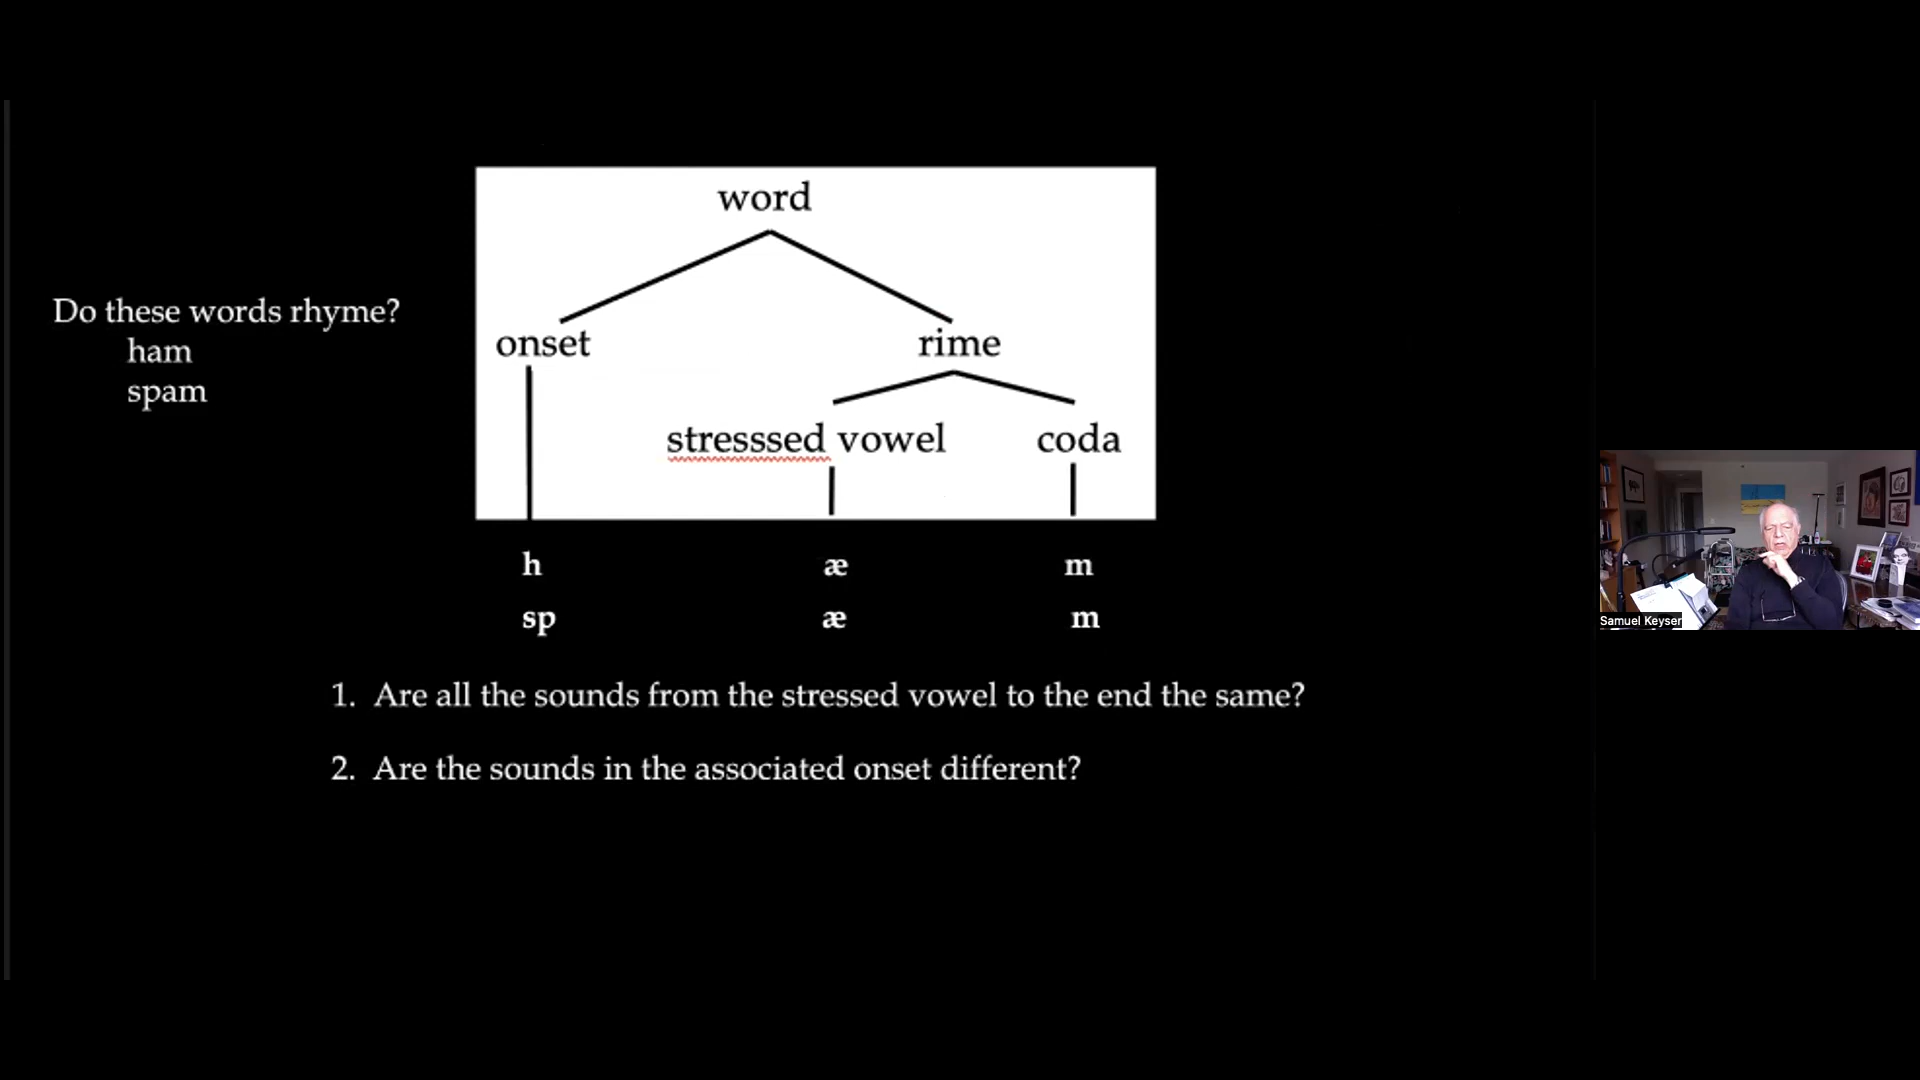 Do these words rhyme?
ham
spam
word
onset rime
stresssed vowel coda
h æ m
sp æ m
1. Are all the sounds from the stressed vowel to the end the same?
2. Are the sounds in the associated onset different?
Samuel Keyser